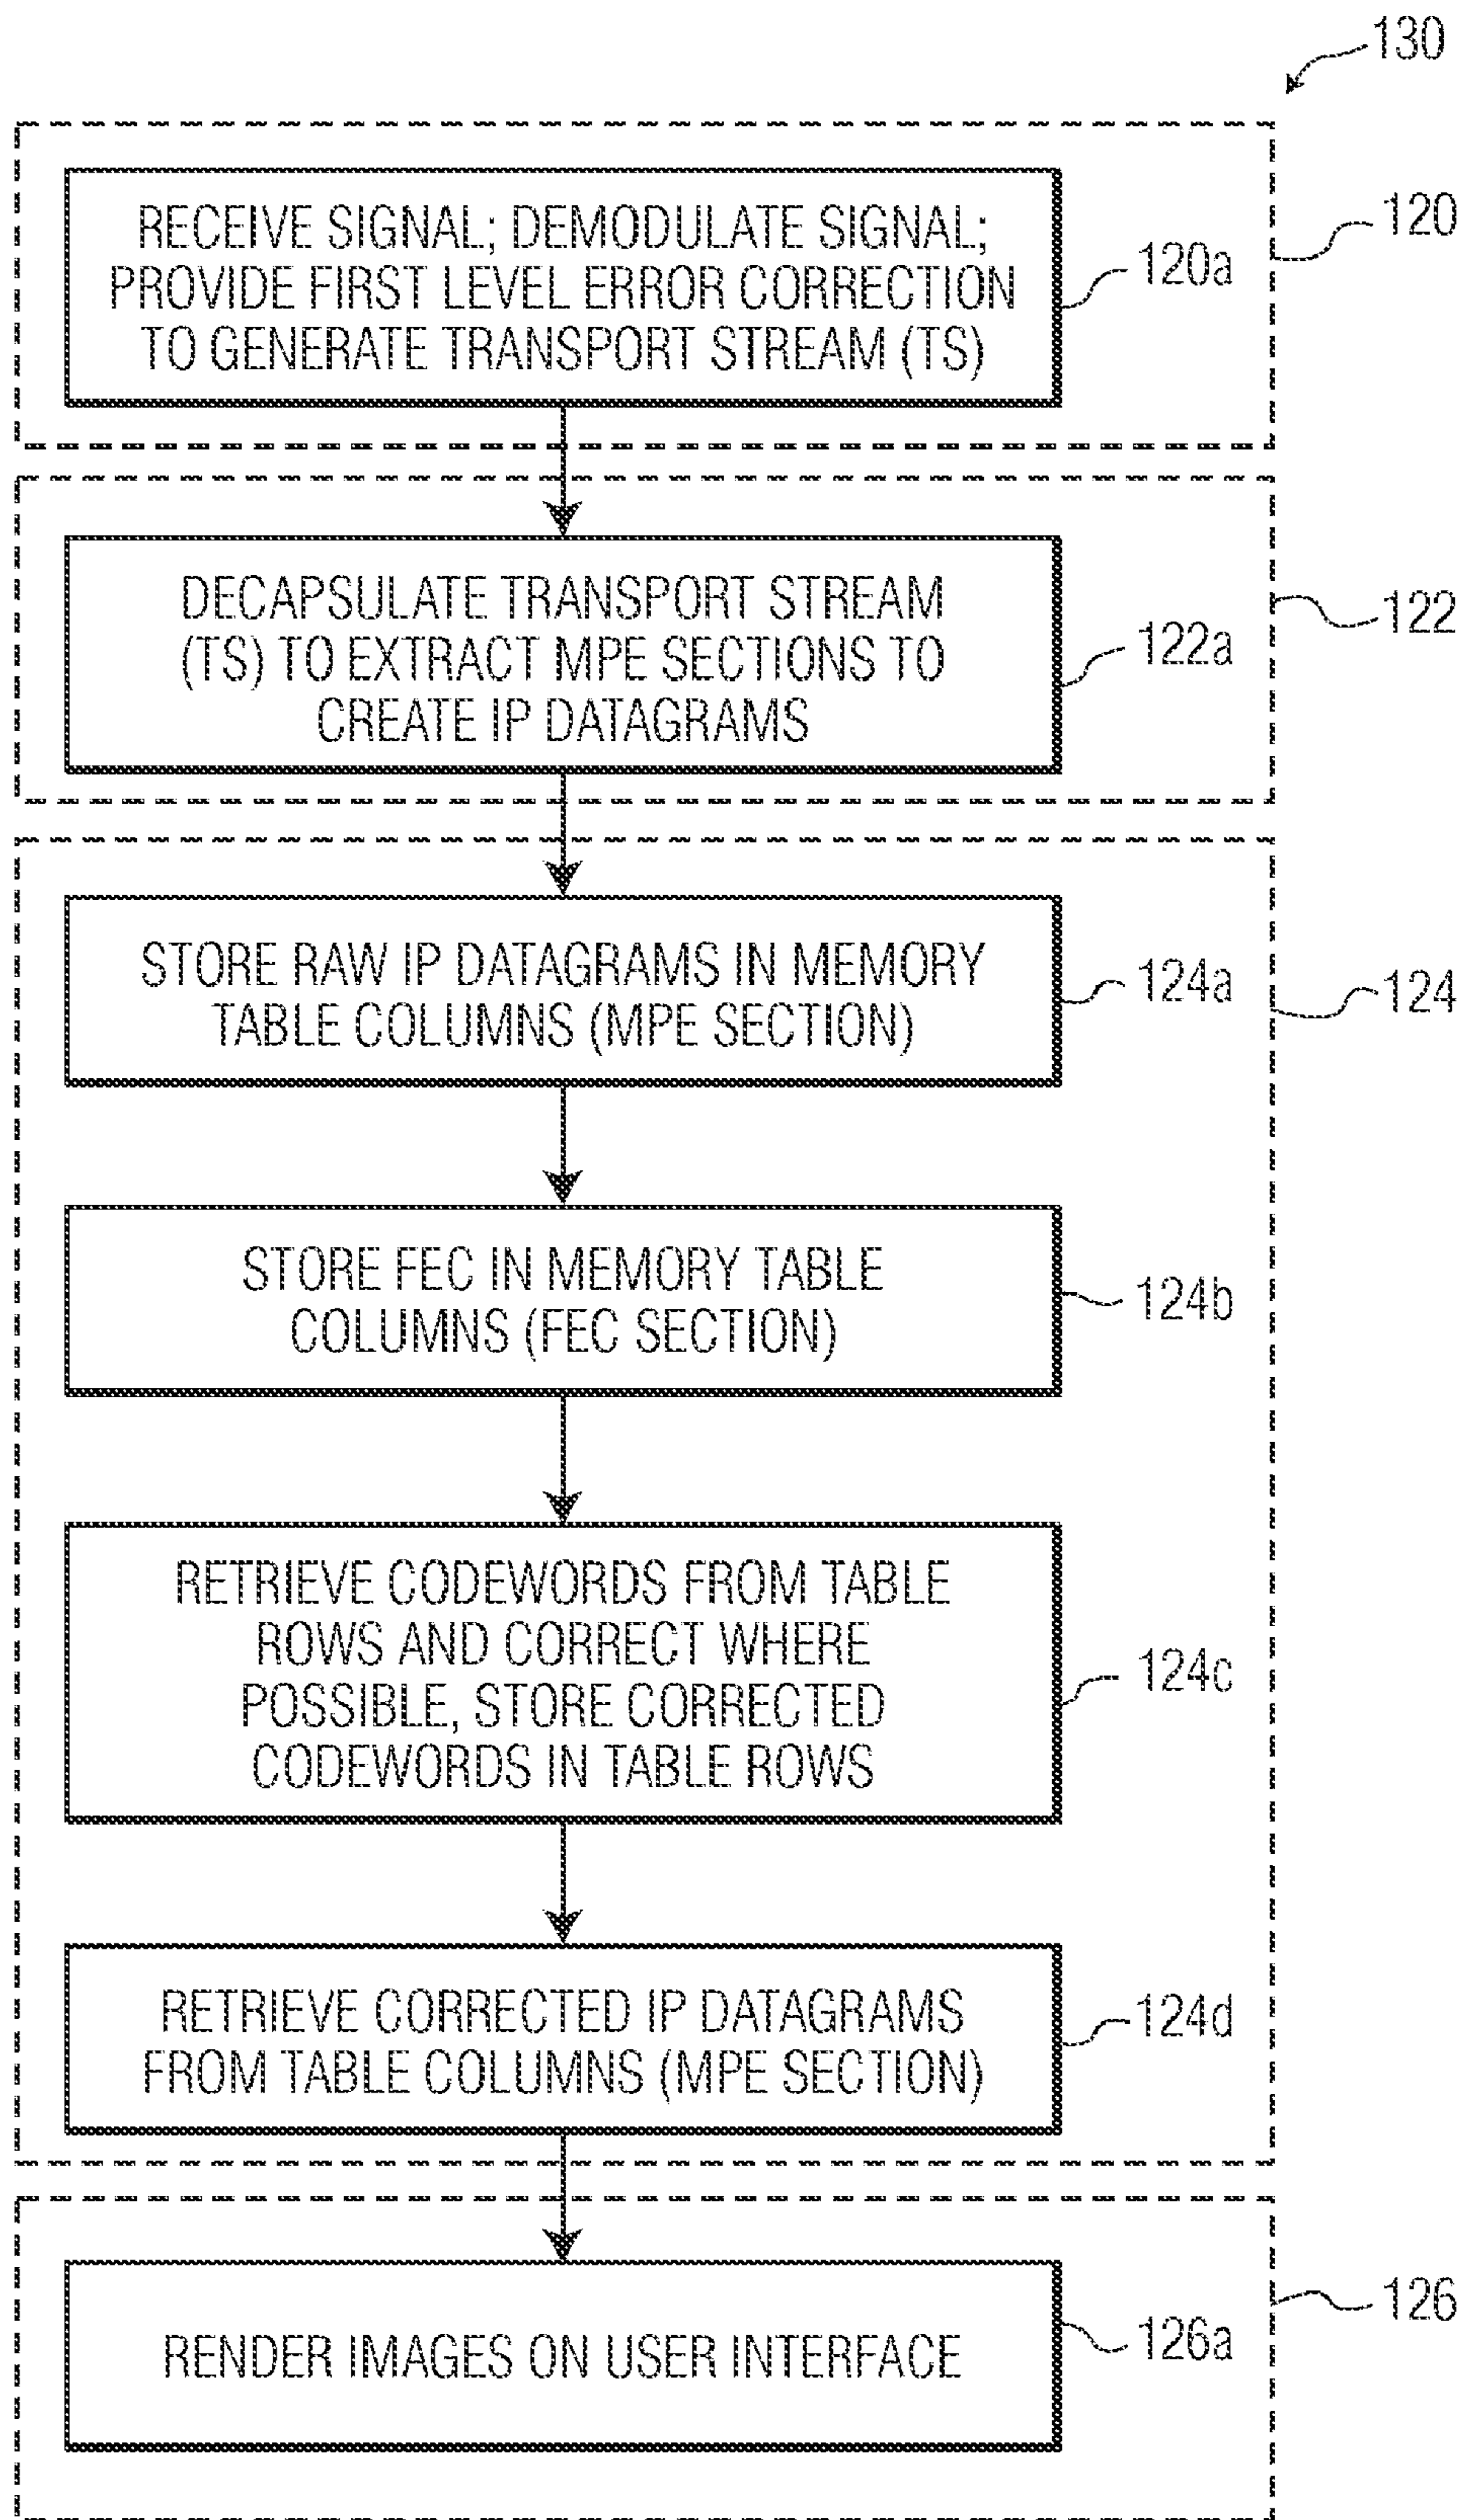 130
RECEIVE SIGNAL; DEMODULATE SIGNAL;
PROVIDE FIRST LEVEL ERROR CORRECTION
TO GENERATE TRANSPORT STREAM (TS)
120a
120
DECAPSULATE TRANSPORT STREAM
(TS) TO EXTRACT MPE SECTIONS TO
CREATE IP DATAGRAMS
122a
122
STORE RAW IP DATAGRAMS IN MEMORY
TABLE COLUMNS (MPE SECTION)
124a
124
STORE FEC IN MEMORY TABLE
COLUMNS (FEC SECTION)
124b
RETRIEVE CODEWORDS FROM TABLE
ROWS AND CORRECT WHERE
POSSIBLE, STORE CORRECTED
CODEWORDS IN TABLE ROWS
124c
RETRIEVE CORRECTED IP DATAGRAMS
FROM TABLE COLUMNS (MPE SECTION)
124d
RENDER IMAGES ON USER INTERFACE
126a
126